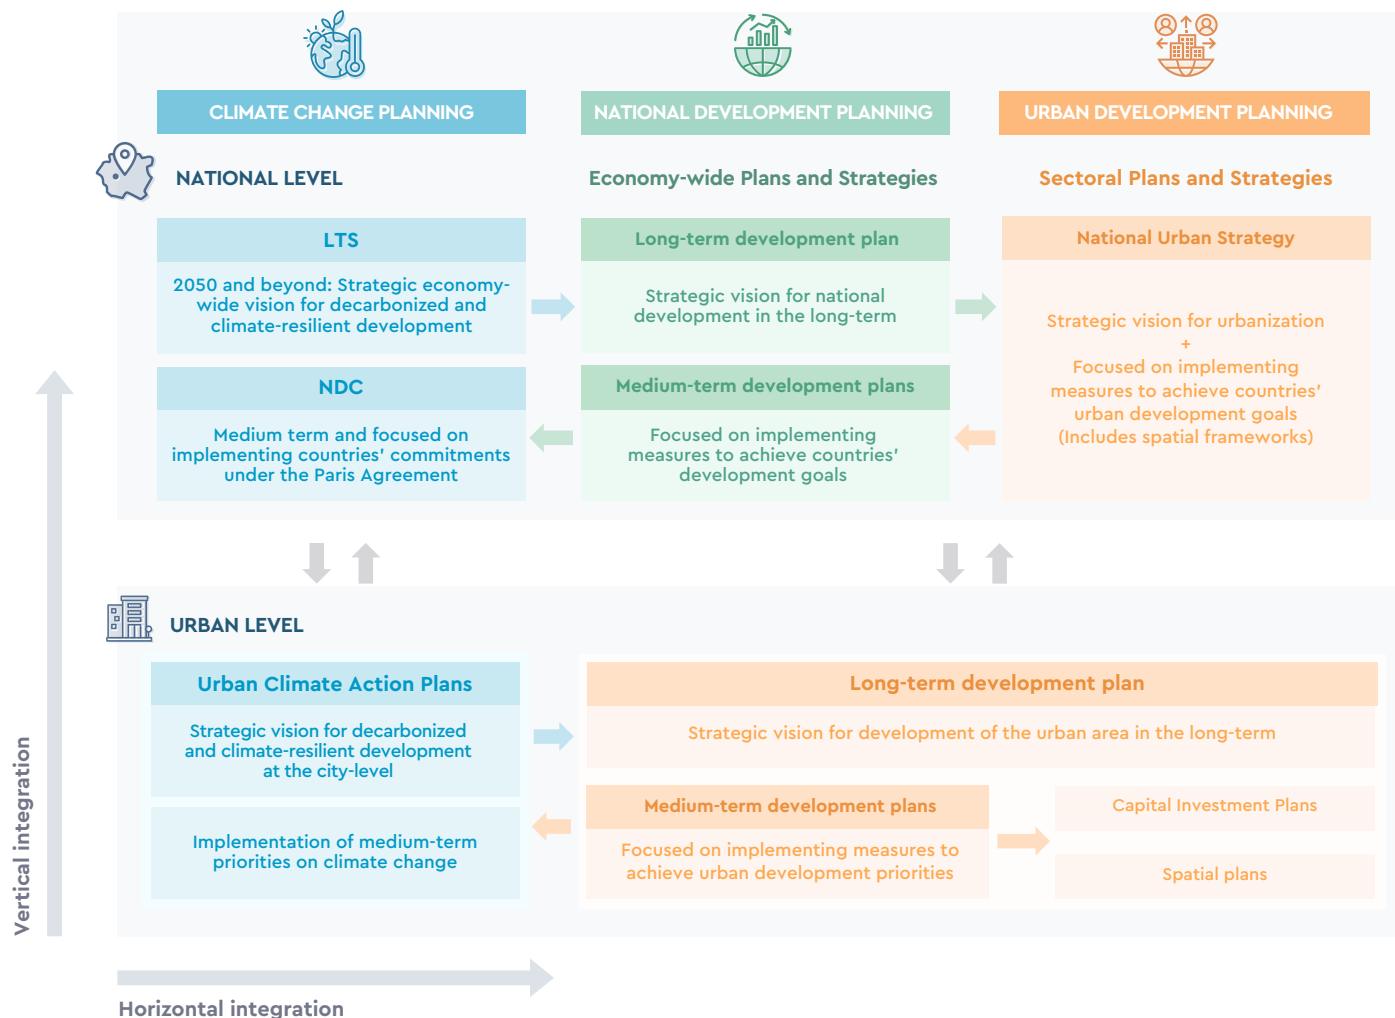 CLIMATE CHANGE PLANNING
NATIONAL DEVELOPMENT PLANNING
URBAN DEVELOPMENT PLANNING
NATIONAL LEVEL
Economy-wide Plans and Strategies
Sectoral Plans and Strategies
LTS
2050 and beyond: Strategic economy-
wide vision for decarbonized and
climate-resilient development
Long-term development plan
Strategic vision for national
development in the long-term
National Urban Strategy
Strategic vision for urbanization
+
Focused on implementing
measures to achieve countries'
urban development goals
(Includes spatial frameworks)
NDC
Medium term and focused on
implementing countries' commitments
under the Paris Agreement
Medium-term development plans
Focused on implementing
measures to achieve countries'
development goals
URBAN LEVEL
Urban Climate Action Plans
Strategic vision for decarbonized
and climate-resilient development
at the city-level
Implementation of medium-term
priorities on climate change
Long-term development plan
Strategic vision for development of the urban area in the long-term
Medium-term development plans
Focused on implementing measures to
achieve urban development priorities
Capital Investment Plans
Spatial plans
Vertical integration
Horizontal integration